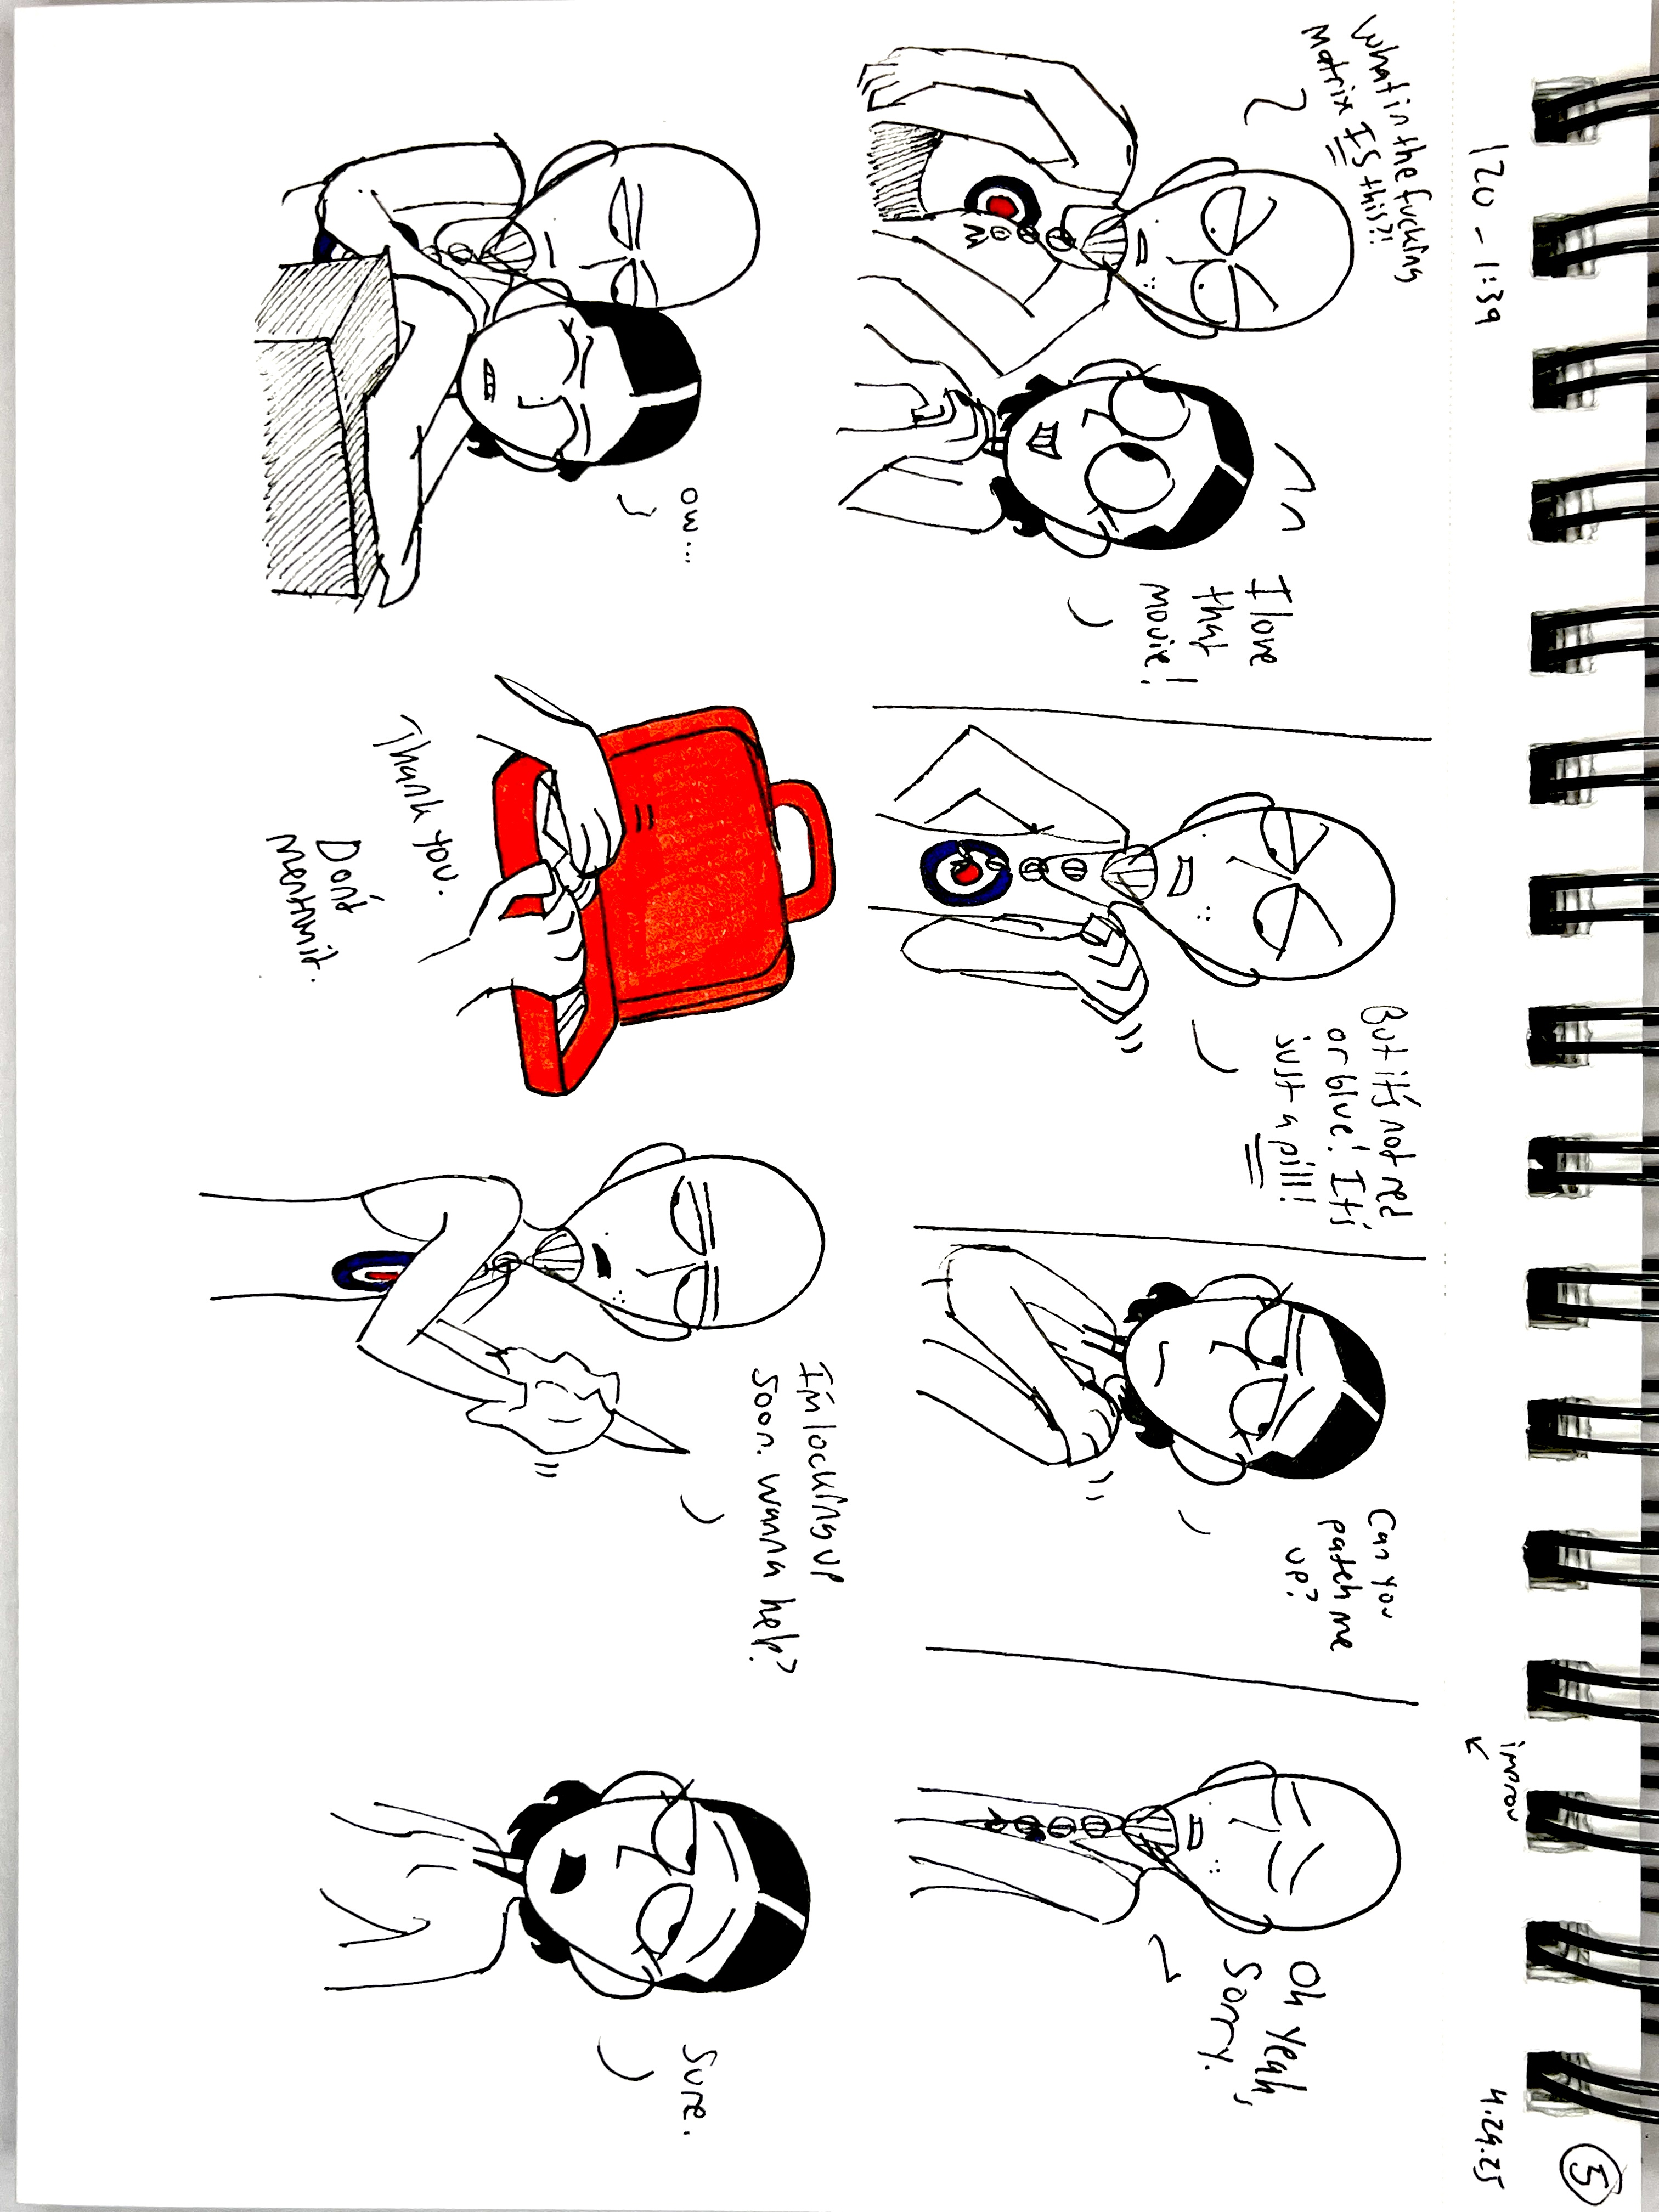 5
120 - 1:39
improv
4.29.25
What in the fucking
Matrix IS this?!
I love
that
movie!
But it's not red
or blue! It's
just a pill!
Can you
patch me
up?
Oh yeah,
sorry.
ow...
Thank you.
Don't
mention it.
I'm locking up
soon. wanna help?
Sure.